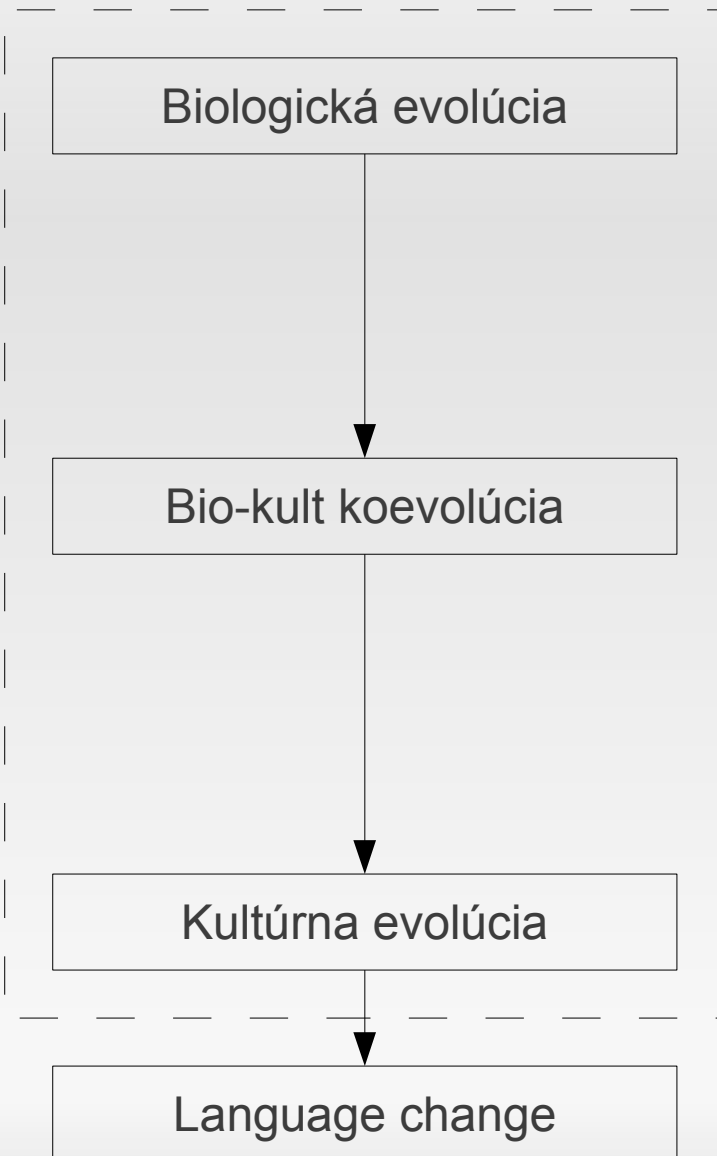 Biologická evolúcia
Bio-kult koevolúcia
Kultúrna evolúcia
Language change